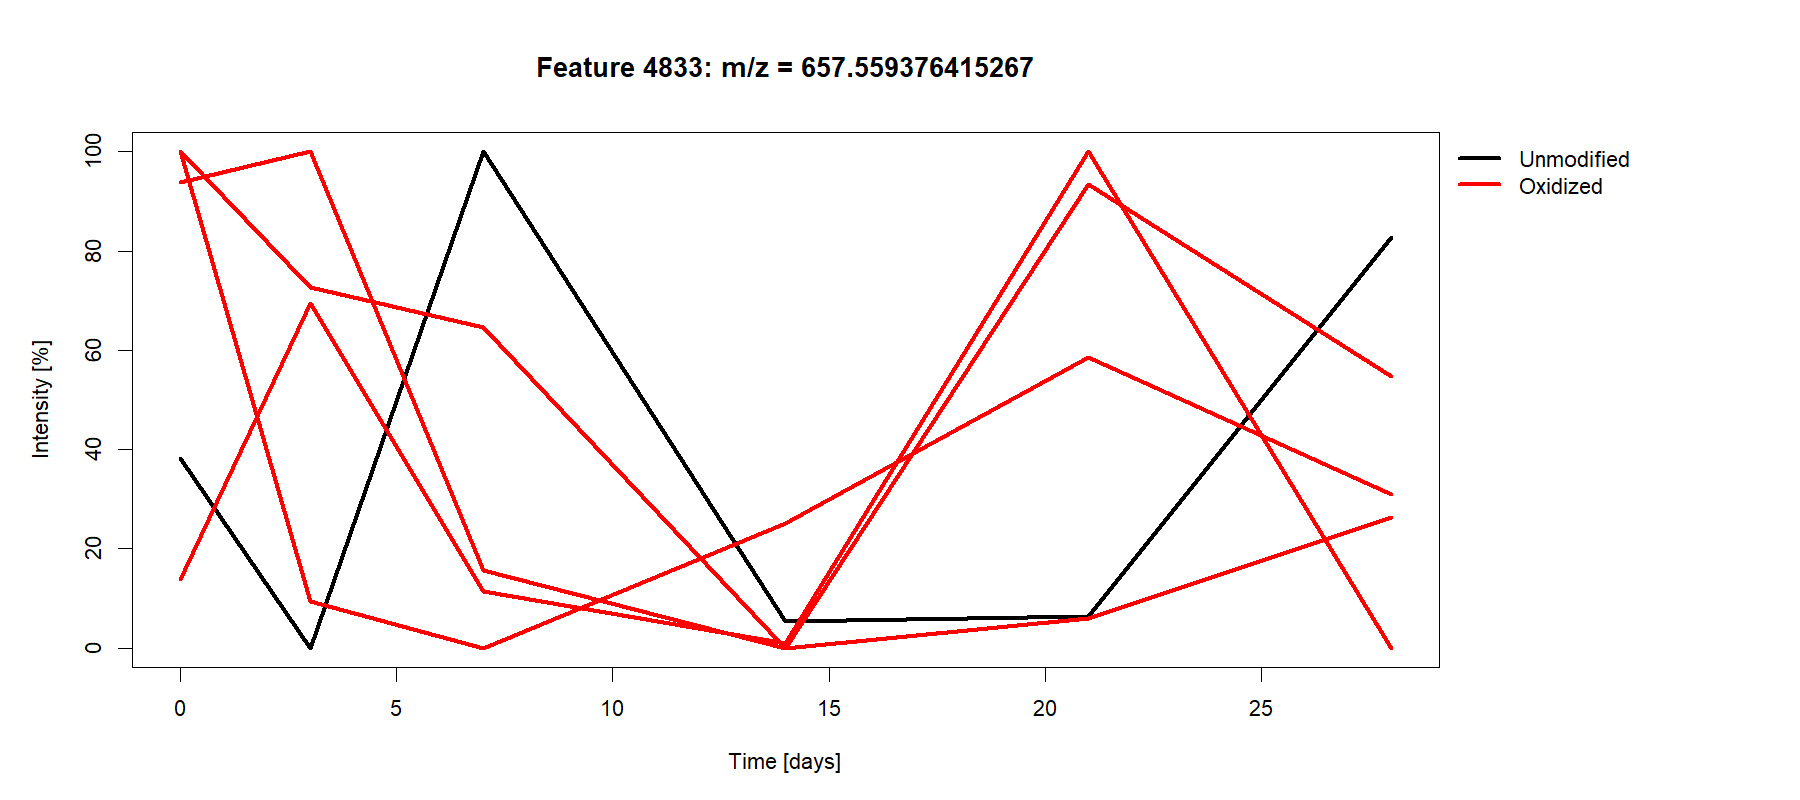 Feature 4833: m/z = 657.559376415267
Unmodified
Oxidized
100
80
60
40
20
0
Intensity [%]
0 5 10 15 20 25
Time [days]